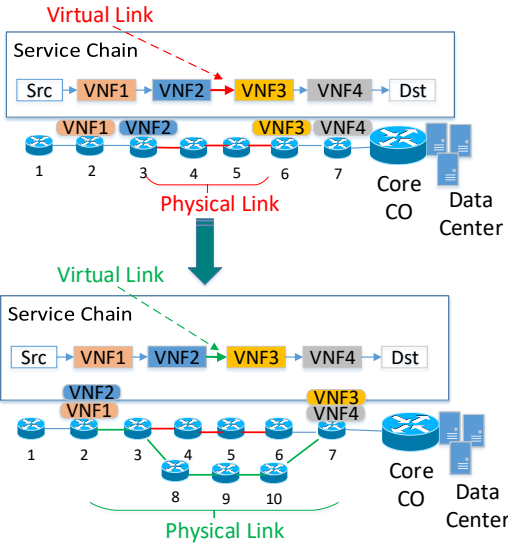 Virtual Link
Service Chain
Src VNF1 VNF2 VNF3 VNF4 Dst
VNF1 VNF2 VNF3 VNF4
1 2 3 4 5 6 7
Core
CO
Data
Center
Physical Link
Virtual Link
Service Chain
Src VNF1 VNF2 VNF3 VNF4 Dst
VNF2 VNF3
VNF1 VNF4
1 2 3 4 5 6 7
8 9 10
Core
CO
Data
Center
Physical Link